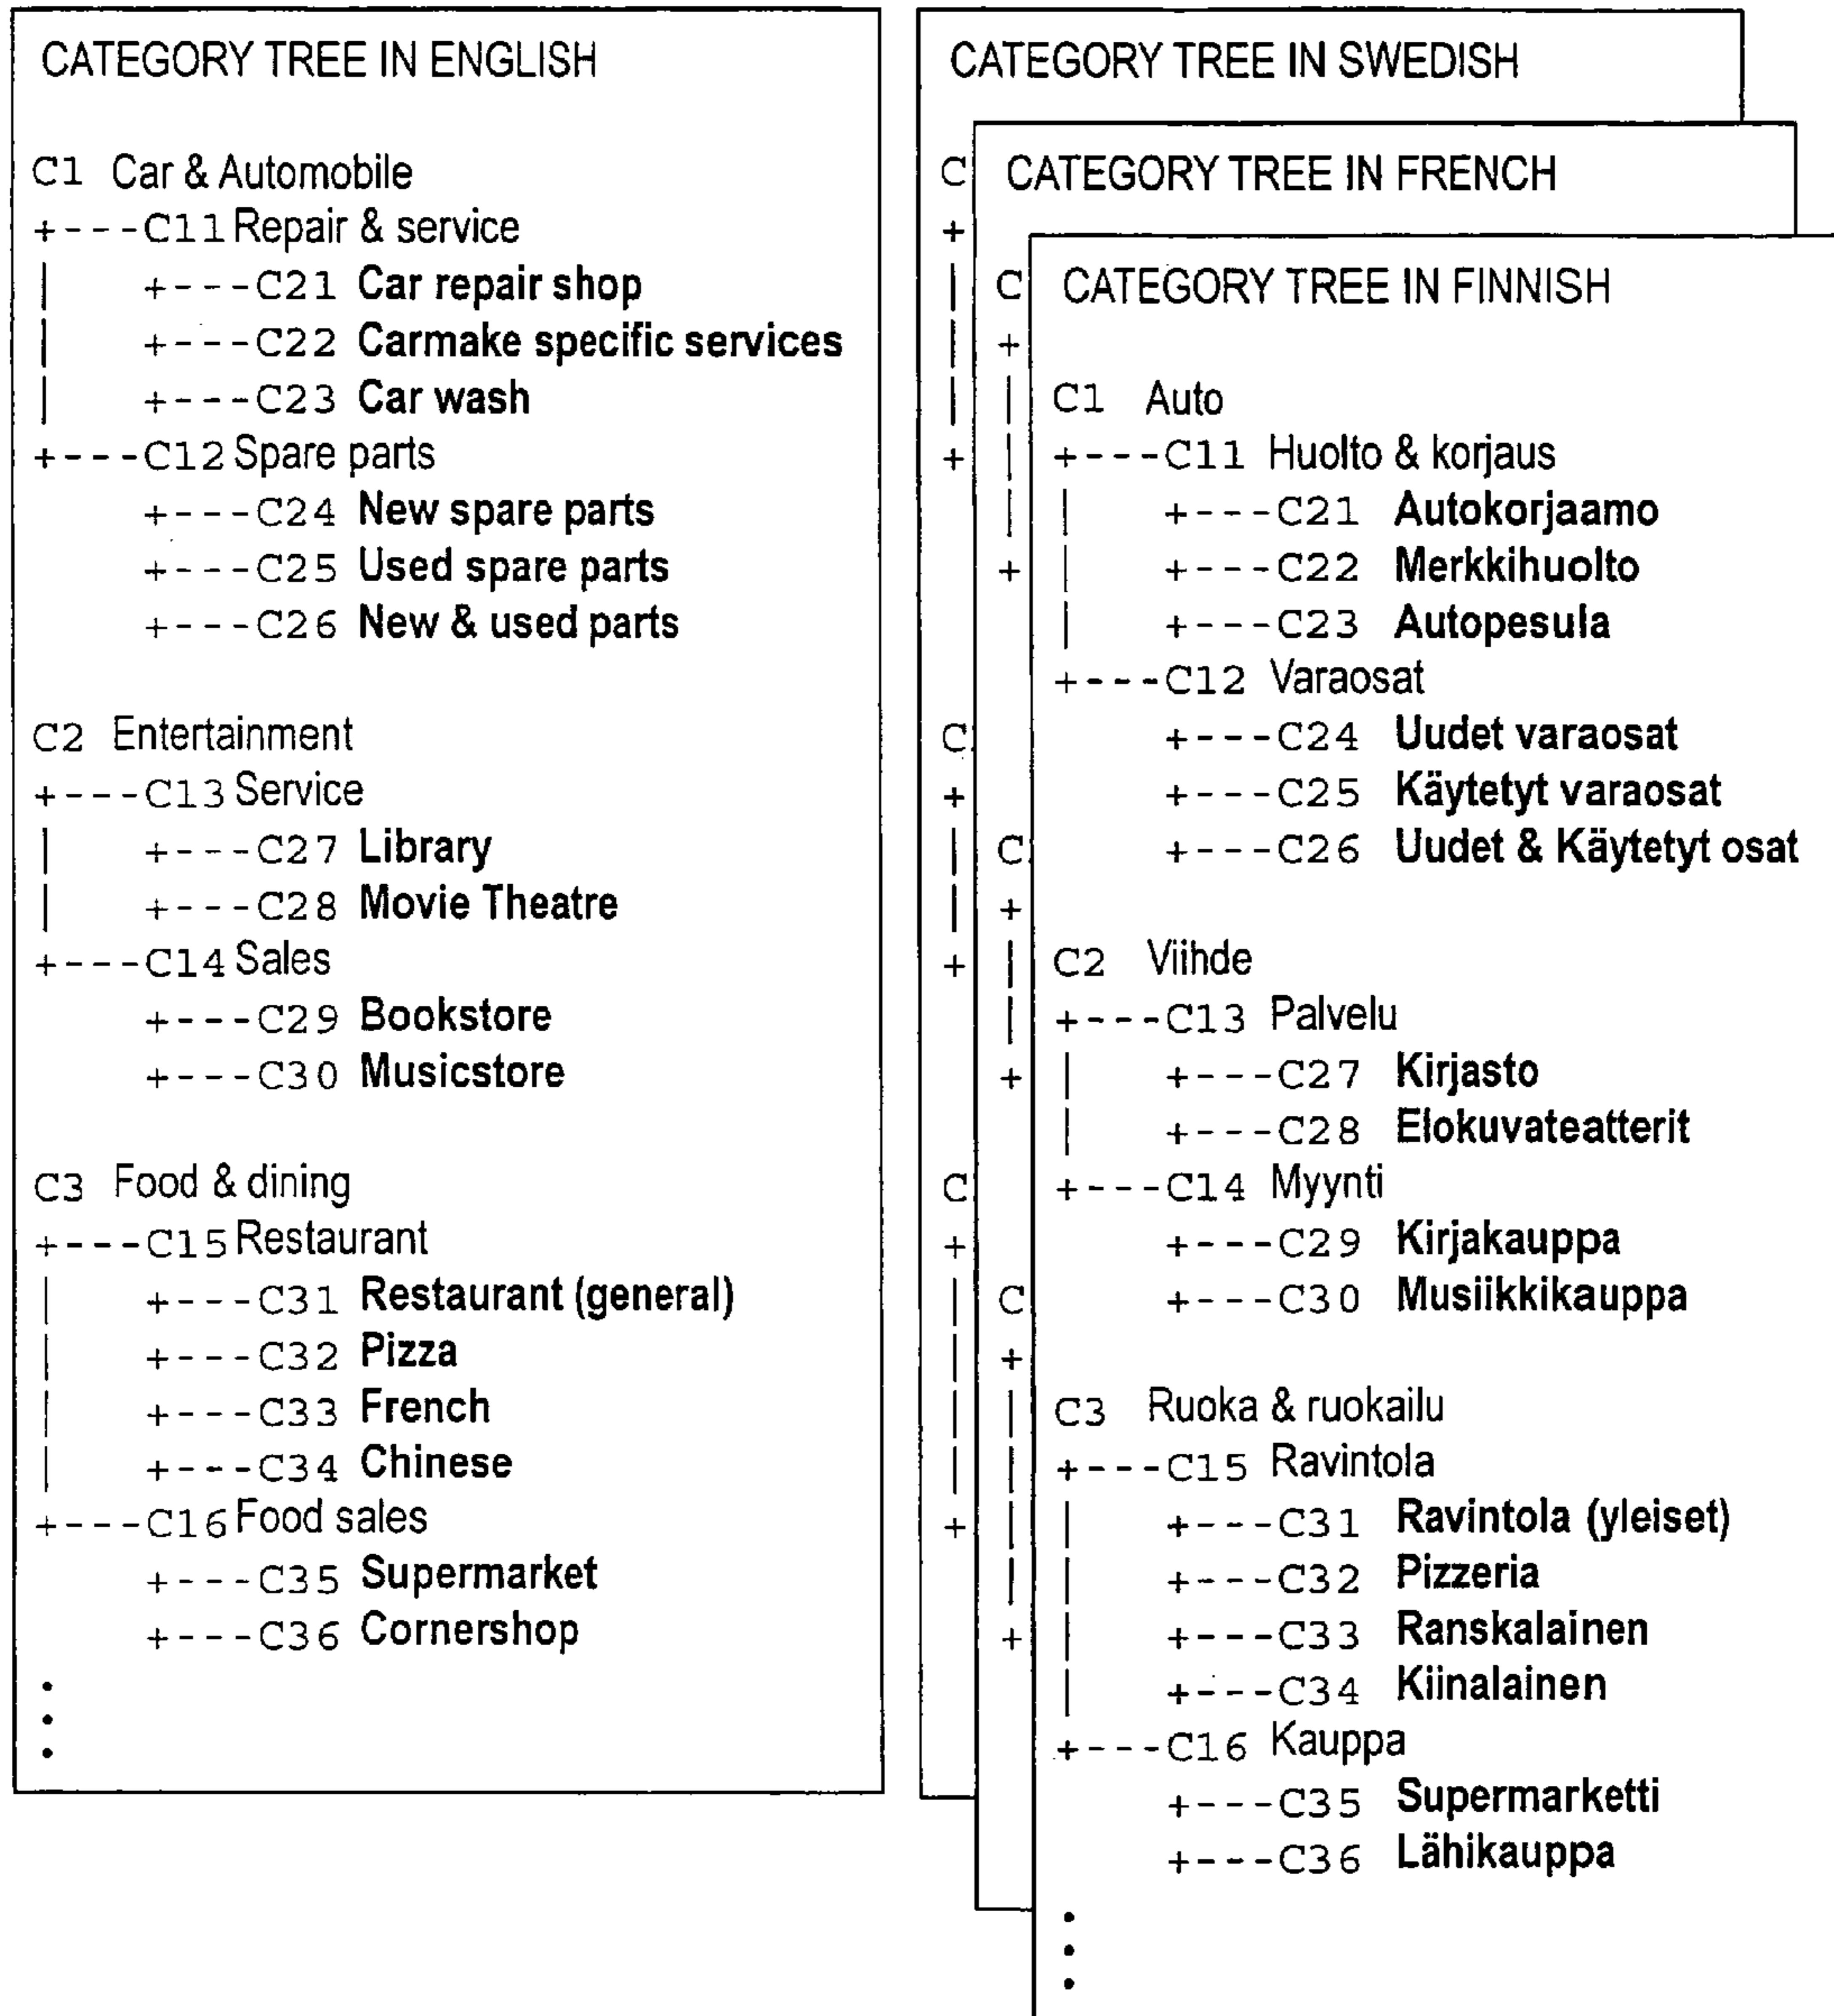 CATEGORY TREE IN ENGLISH
C1 Car & Automobile
+---C11 Repair & service
| +---C21 Car repair shop
| +---C22 Carmake specific services
| +---C23 Car wash
+---C12 Spare parts
+---C24 New spare parts
+---C25 Used spare parts
+---C26 New & used parts
C2 Entertainment
+---C13 Service
| +---C27 Library
| +---C28 Movie Theatre
+---C14 Sales
+---C29 Bookstore
+---C30 Musicstore
C3 Food & dining
+---C15 Restaurant
| +---C31 Restaurant (general)
| +---C32 Pizza
| +---C33 French
| +---C34 Chinese
+---C16 Food sales
+---C35 Supermarket
+---C36 Cornershop
CATEGORY TREE IN SWEDISH
C
+
+
C
+
+
C
+
+
CATEGORY TREE IN FRENCH
C
+
+
C
+
+
C
+
+
CATEGORY TREE IN FINNISH
C1 Auto
+---C11 Huolto & korjaus
| +---C21 Autokorjaamo
| +---C22 Merkkihuolto
| +---C23 Autopesula
+---C12 Varaosat
+---C24 Uudet varaosat
+---C25 Käytetyt varaosat
+---C26 Uudet & Käytetyt osat
C2 Viihde
+---C13 Palvelu
| +---C27 Kirjasto
| +---C28 Elokuvateatterit
+---C14 Myynti
+---C29 Kirjakauppa
+---C30 Musiikkikauppa
C3 Ruoka & ruokailu
+---C15 Ravintola
| +---C31 Ravintola (yleiset)
| +---C32 Pizzeria
| +---C33 Ranskalainen
| +---C34 Kiinalainen
+---C16 Kauppa
+---C35 Supermarketti
+---C36 Lähikauppa